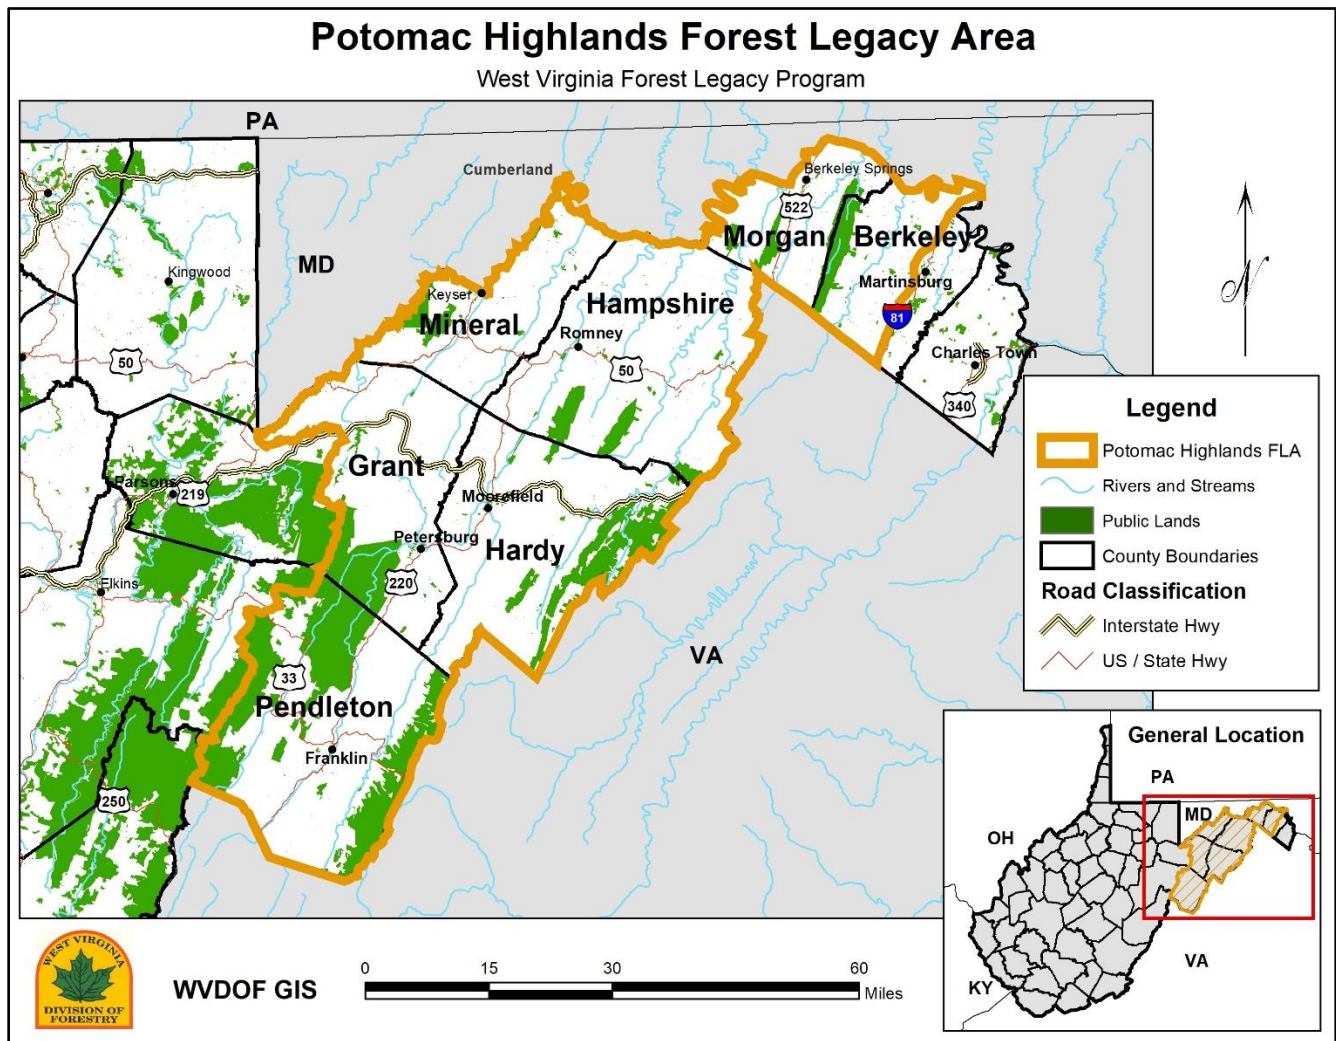 Potomac Highlands Forest Legacy Area
West Virginia Forest Legacy Program
PA
Cumberland
Berkeley Springs
522
Morgan
Berkeley
MD
Kingwood
Keyser
Mineral
Hampshire
Martinsburg
81
Romney
50
50
Charles Town
340
Grant
Parsons
219
Moorefield
Petersburg
Hardy
220
Elkins
VA
33
Pendleton
Franklin
250
N
Legend
Potomac Highlands FLA
Rivers and Streams
Public Lands
County Boundaries
Road Classification
Interstate Hwy
US / State Hwy
General Location
PA
MD
OH
VA
KY
WEST VIRGINIA
DIVISION OF
FORESTRY
WVDOF GIS
0 15 30 60
Miles